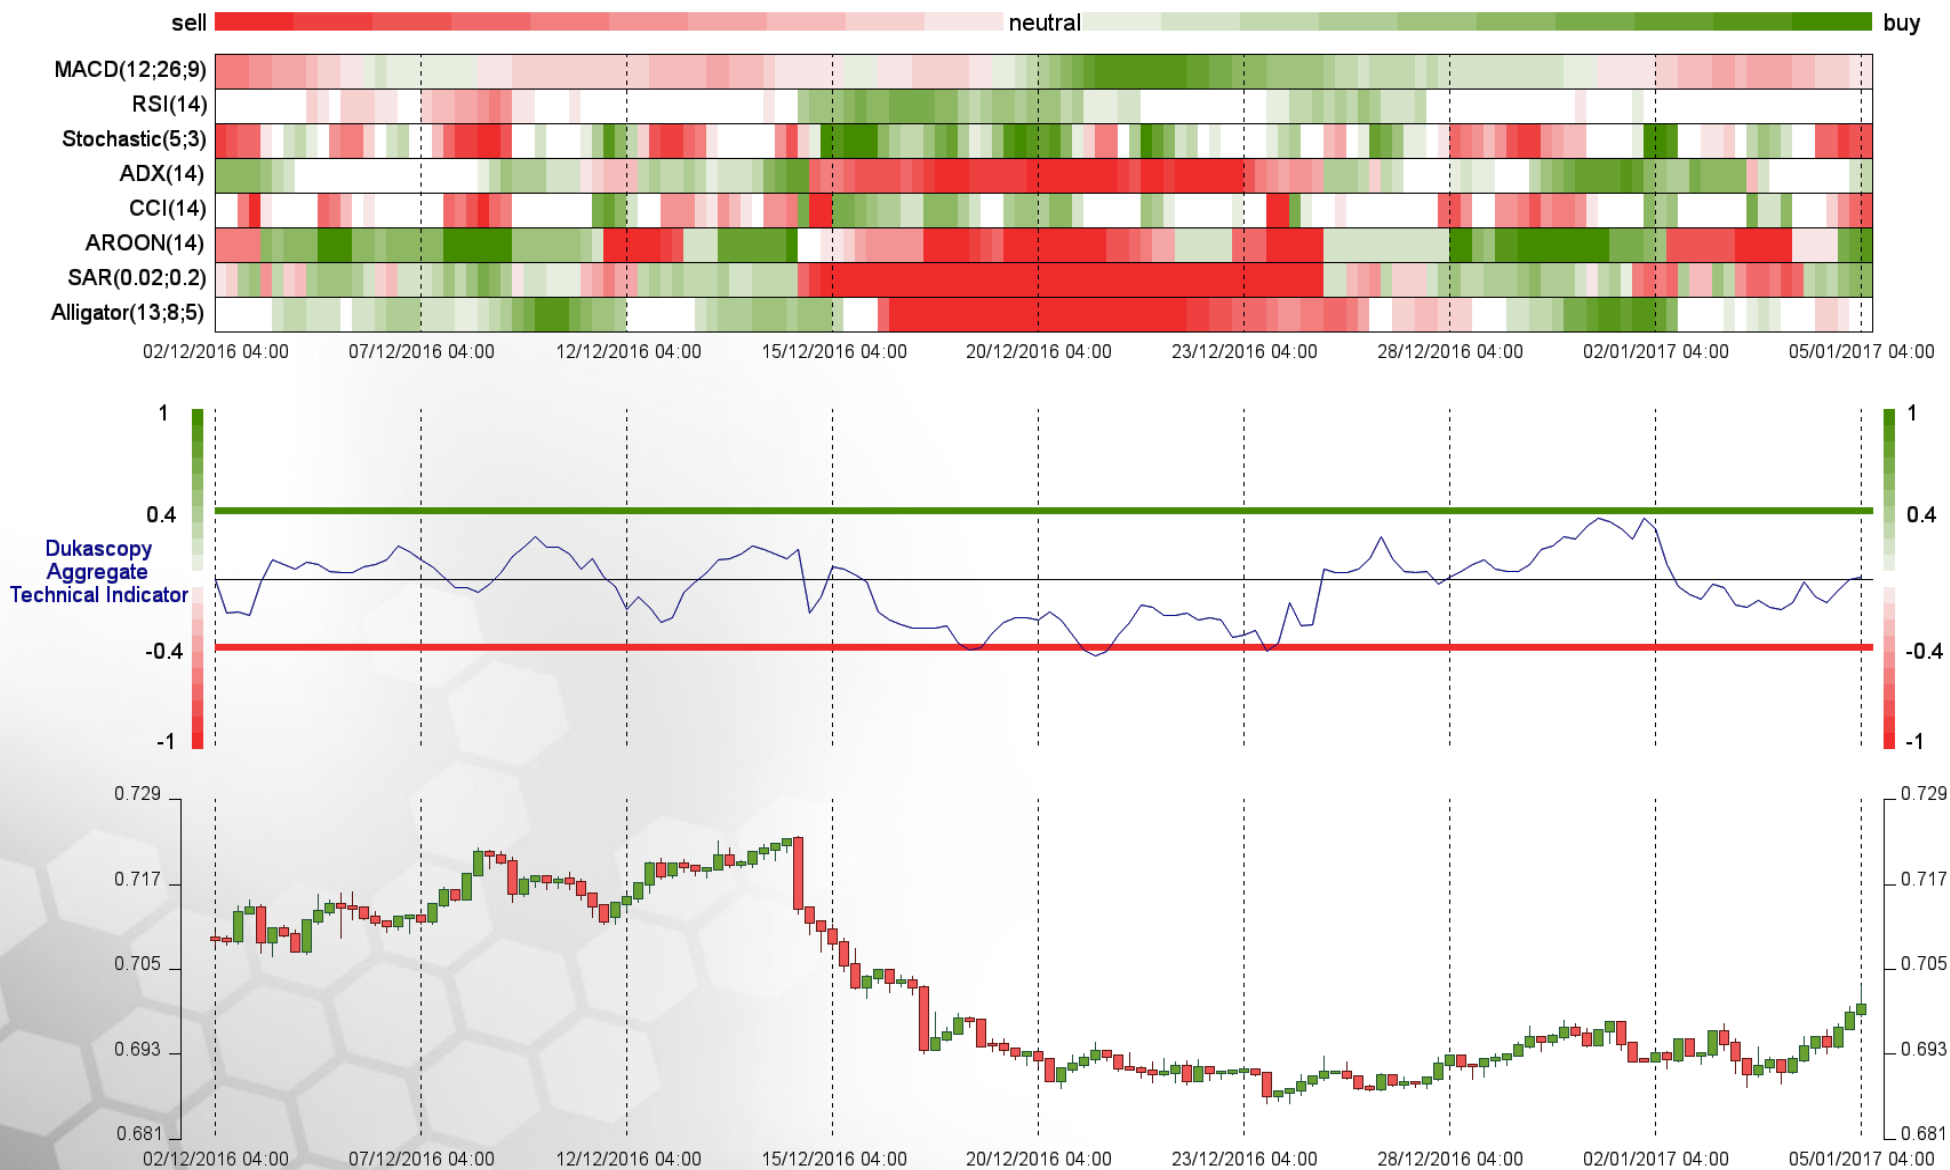 sell neutral buy
MACD(12;26;9)
RSI(14)
Stochastic(5;3)
ADX(14)
CCI(14)
AROON(14)
SAR(0.02;0.2)
Alligator(13;8;5)
02/12/2016 04:00 07/12/2016 04:00 12/12/2016 04:00 15/12/2016 04:00 20/12/2016 04:00 23/12/2016 04:00 28/12/2016 04:00 02/01/2017 04:00 05/01/2017 04:00
1 1
0.4 0.4
Dukascopy
Aggregate
Technical Indicator
-0.4 -0.4
-1 -1
0.729 0.729
0.717 0.717
0.705 0.705
0.693 0.693
0.681 0.681
02/12/2016 04:00 07/12/2016 04:00 12/12/2016 04:00 15/12/2016 04:00 20/12/2016 04:00 23/12/2016 04:00 28/12/2016 04:00 02/01/2017 04:00 05/01/2017 04:00